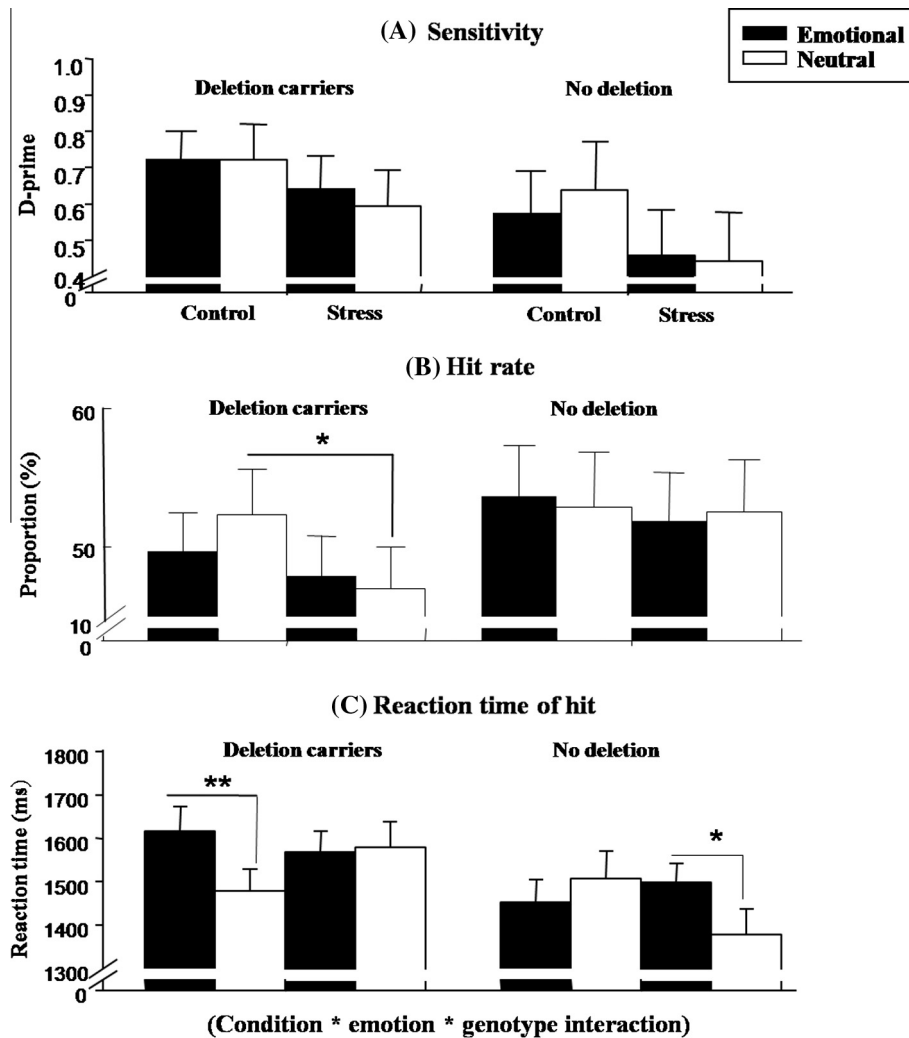 (A) Sensitivity
Emotional
Neutral
Deletion carriers
No deletion
D-prime
1.0
0.9
0.8
0.7
0.6
0.5
0.4
0
Control
Stress
Control
Stress
(B) Hit rate
Deletion carriers
No deletion
Proportion (%)
60
50
10
0
*
(C) Reaction time of hit
Deletion carriers
No deletion
Reaction time (ms)
1800
1700
1600
1500
1400
1300
0
**
*
(Condition * emotion * genotype interaction)